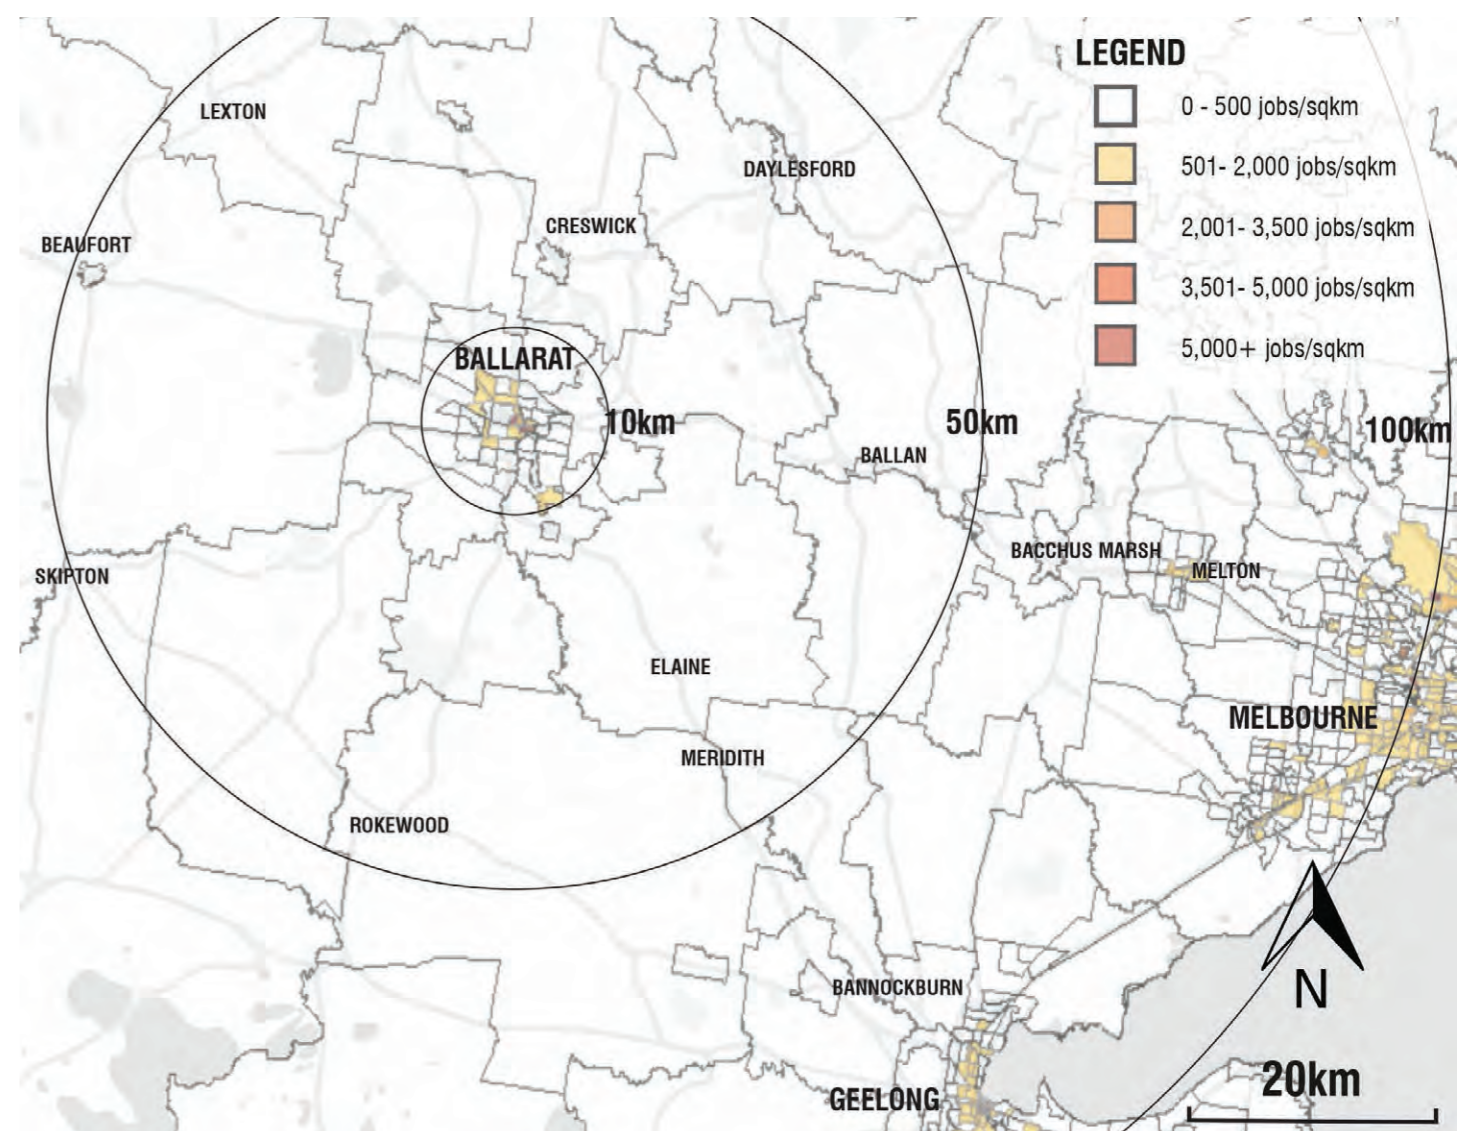 LEGEND
0 - 500 jobs/sqkm
501- 2,000 jobs/sqkm
2,001- 3,500 jobs/sqkm
3,501- 5,000 jobs/sqkm
5,000+ jobs/sqkm
LEXTON
DAYLESFORD
CRESWICK
BEAUFORT
BALLARAT
10km
50km
100km
BALLAN
BACCHUS MARSH
MELTON
SKIPTON
ELAINE
MELBOURNE
MERIDITH
ROKEWOOD
BANNOCKBURN
N
20km
GEELONG